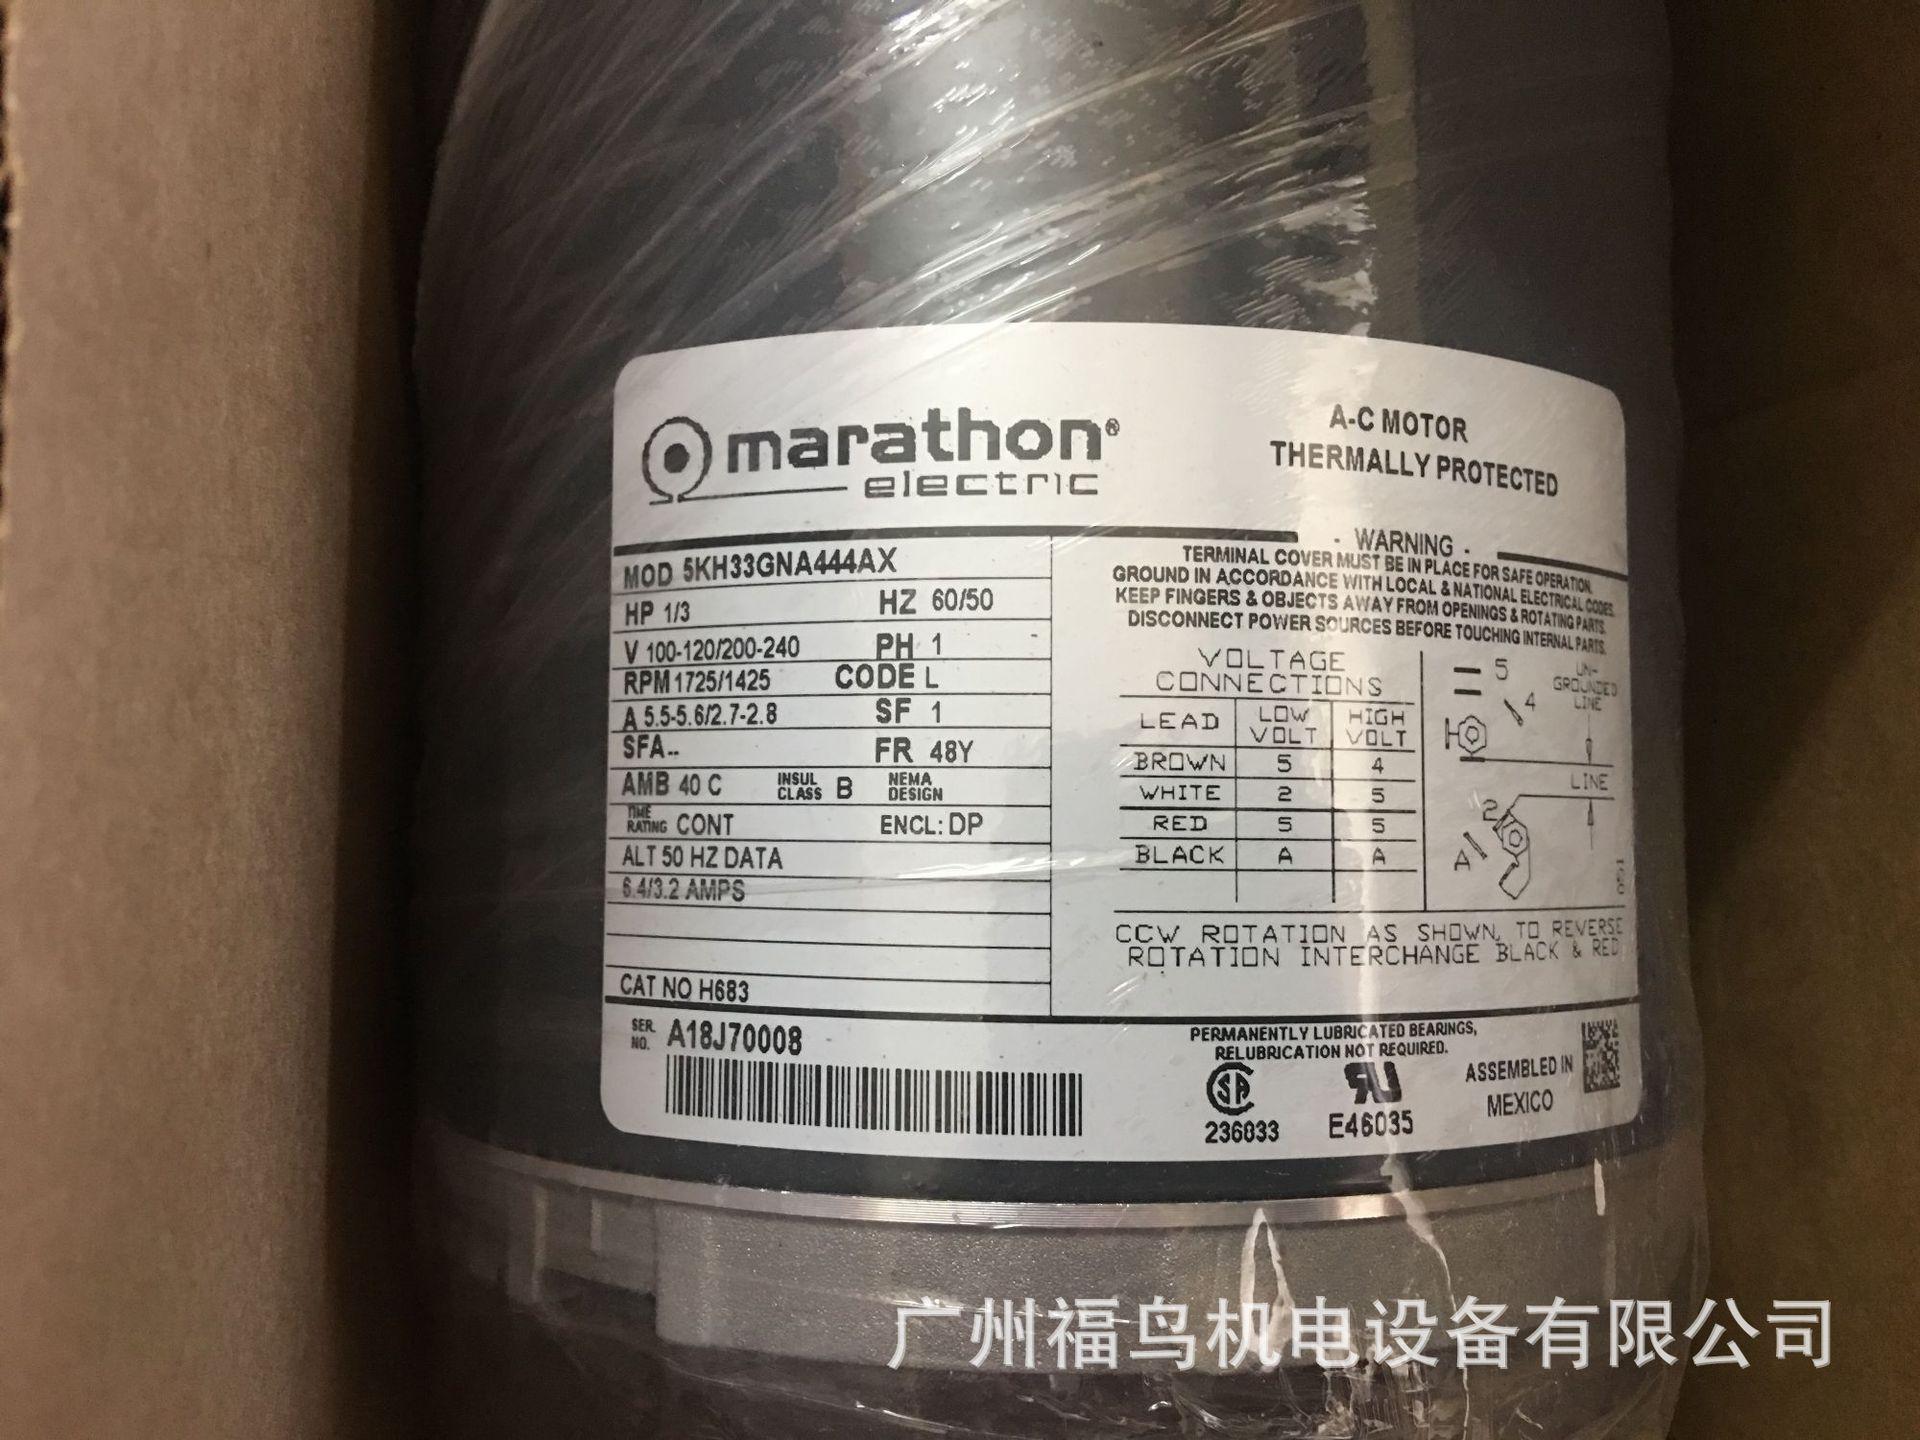 marathon®
electric
A-C MOTOR
THERMALLY PROTECTED
MOD 5KH33GNA444AX
HP 1/3 HZ 60/50
V 100-120/200-240 PH 1
RPM 1725/1425 CODE L
A 5.5-5.6/2.7-2.8 SF 1
SFA -- FR 48Y
AMB 40 C INSUL CLASS B NEMA DESIGN
TIME RATING CONT ENCL: DP
ALT 50 HZ DATA
6.4/3.2 AMPS
CAT NO H683
- WARNING -
TERMINAL COVER MUST BE IN PLACE FOR SAFE OPERATION.
GROUND IN ACCORDANCE WITH LOCAL & NATIONAL ELECTRICAL CODES.
KEEP FINGERS & OBJECTS AWAY FROM OPENINGS & ROTATING PARTS.
DISCONNECT POWER SOURCES BEFORE TOUCHING INTERNAL PARTS.
VOLTAGE
CONNECTIONS
LEAD LOW VOLT HIGH VOLT
BROWN 5 4
WHITE 2 5
RED 5 5
BLACK A A
5
4
UN-
GROUNDED
LINE
LINE
2
A
CCW ROTATION AS SHOWN, TO REVERSE
ROTATION INTERCHANGE BLACK & RED
SER. NO. A18J70008
PERMANENTLY LUBRICATED BEARINGS,
RELUBRICATION NOT REQUIRED.
236033
E46035
ASSEMBLED IN
MEXICO
广州福鸟机电设备有限公司